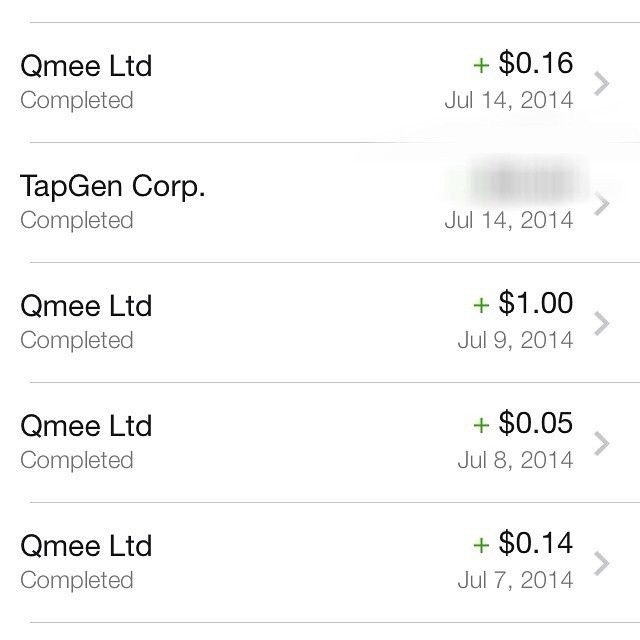 Qmee Ltd + $0.16
Completed Jul 14, 2014
TapGen Corp.
Completed Jul 14, 2014
Qmee Ltd + $1.00
Completed Jul 9, 2014
Qmee Ltd + $0.05
Completed Jul 8, 2014
Qmee Ltd + $0.14
Completed Jul 7, 2014